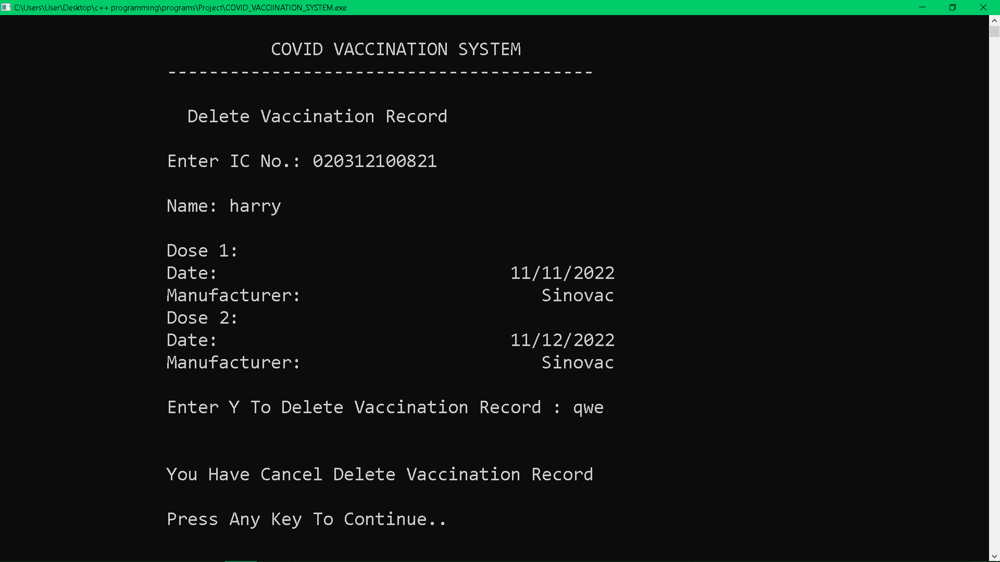 C:\Users\User\Desktop\c++ programming\programs\Project\COVID_VACCIINATION_SYSTEM.exe
COVID VACCINATION SYSTEM
-----------------------------------------
Delete Vaccination Record
Enter IC No.: 020312100821
Name: harry
Dose 1:
Date: 11/11/2022
Manufacturer: Sinovac
Dose 2:
Date: 11/12/2022
Manufacturer: Sinovac
Enter Y To Delete Vaccination Record : qwe
You Have Cancel Delete Vaccination Record
Press Any Key To Continue..